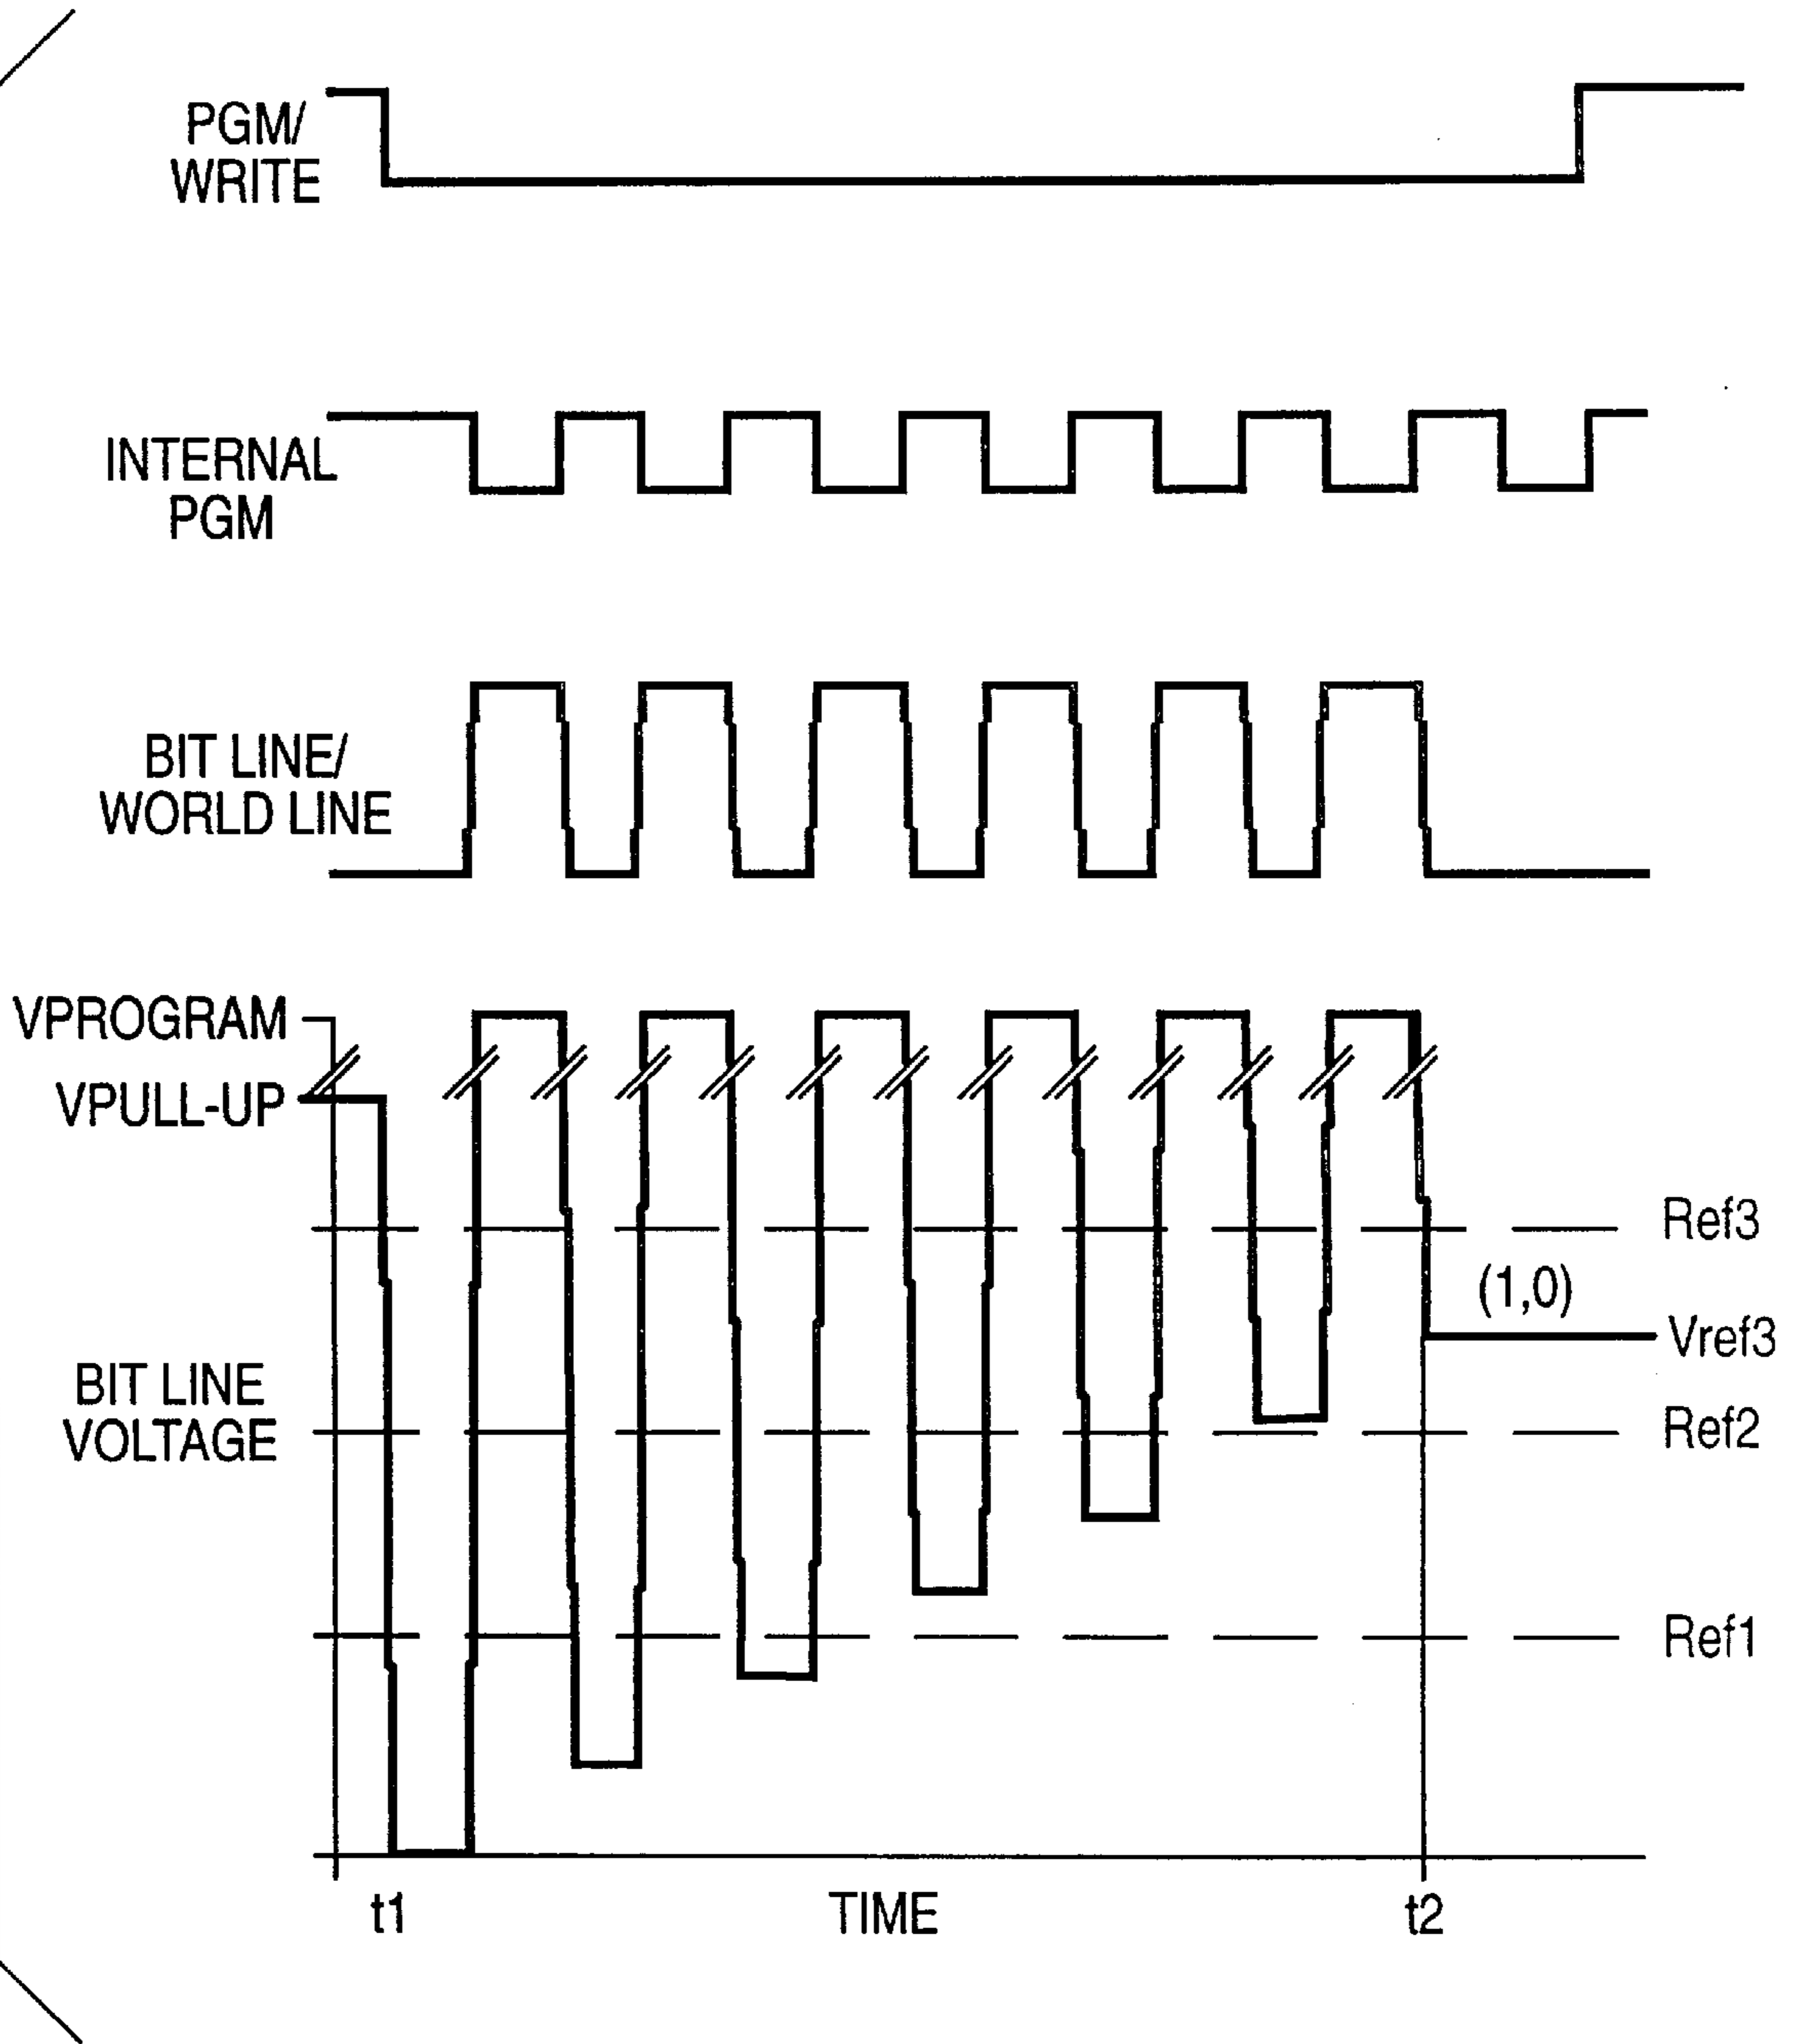 PGM/
WRITE
INTERNAL
PGM
BIT LINE/
WORLD LINE
VPROGRAM
VPULL-UP
Ref3
(1,0)
Vref3
BIT LINE
VOLTAGE
Ref2
Ref1
t1
TIME
t2